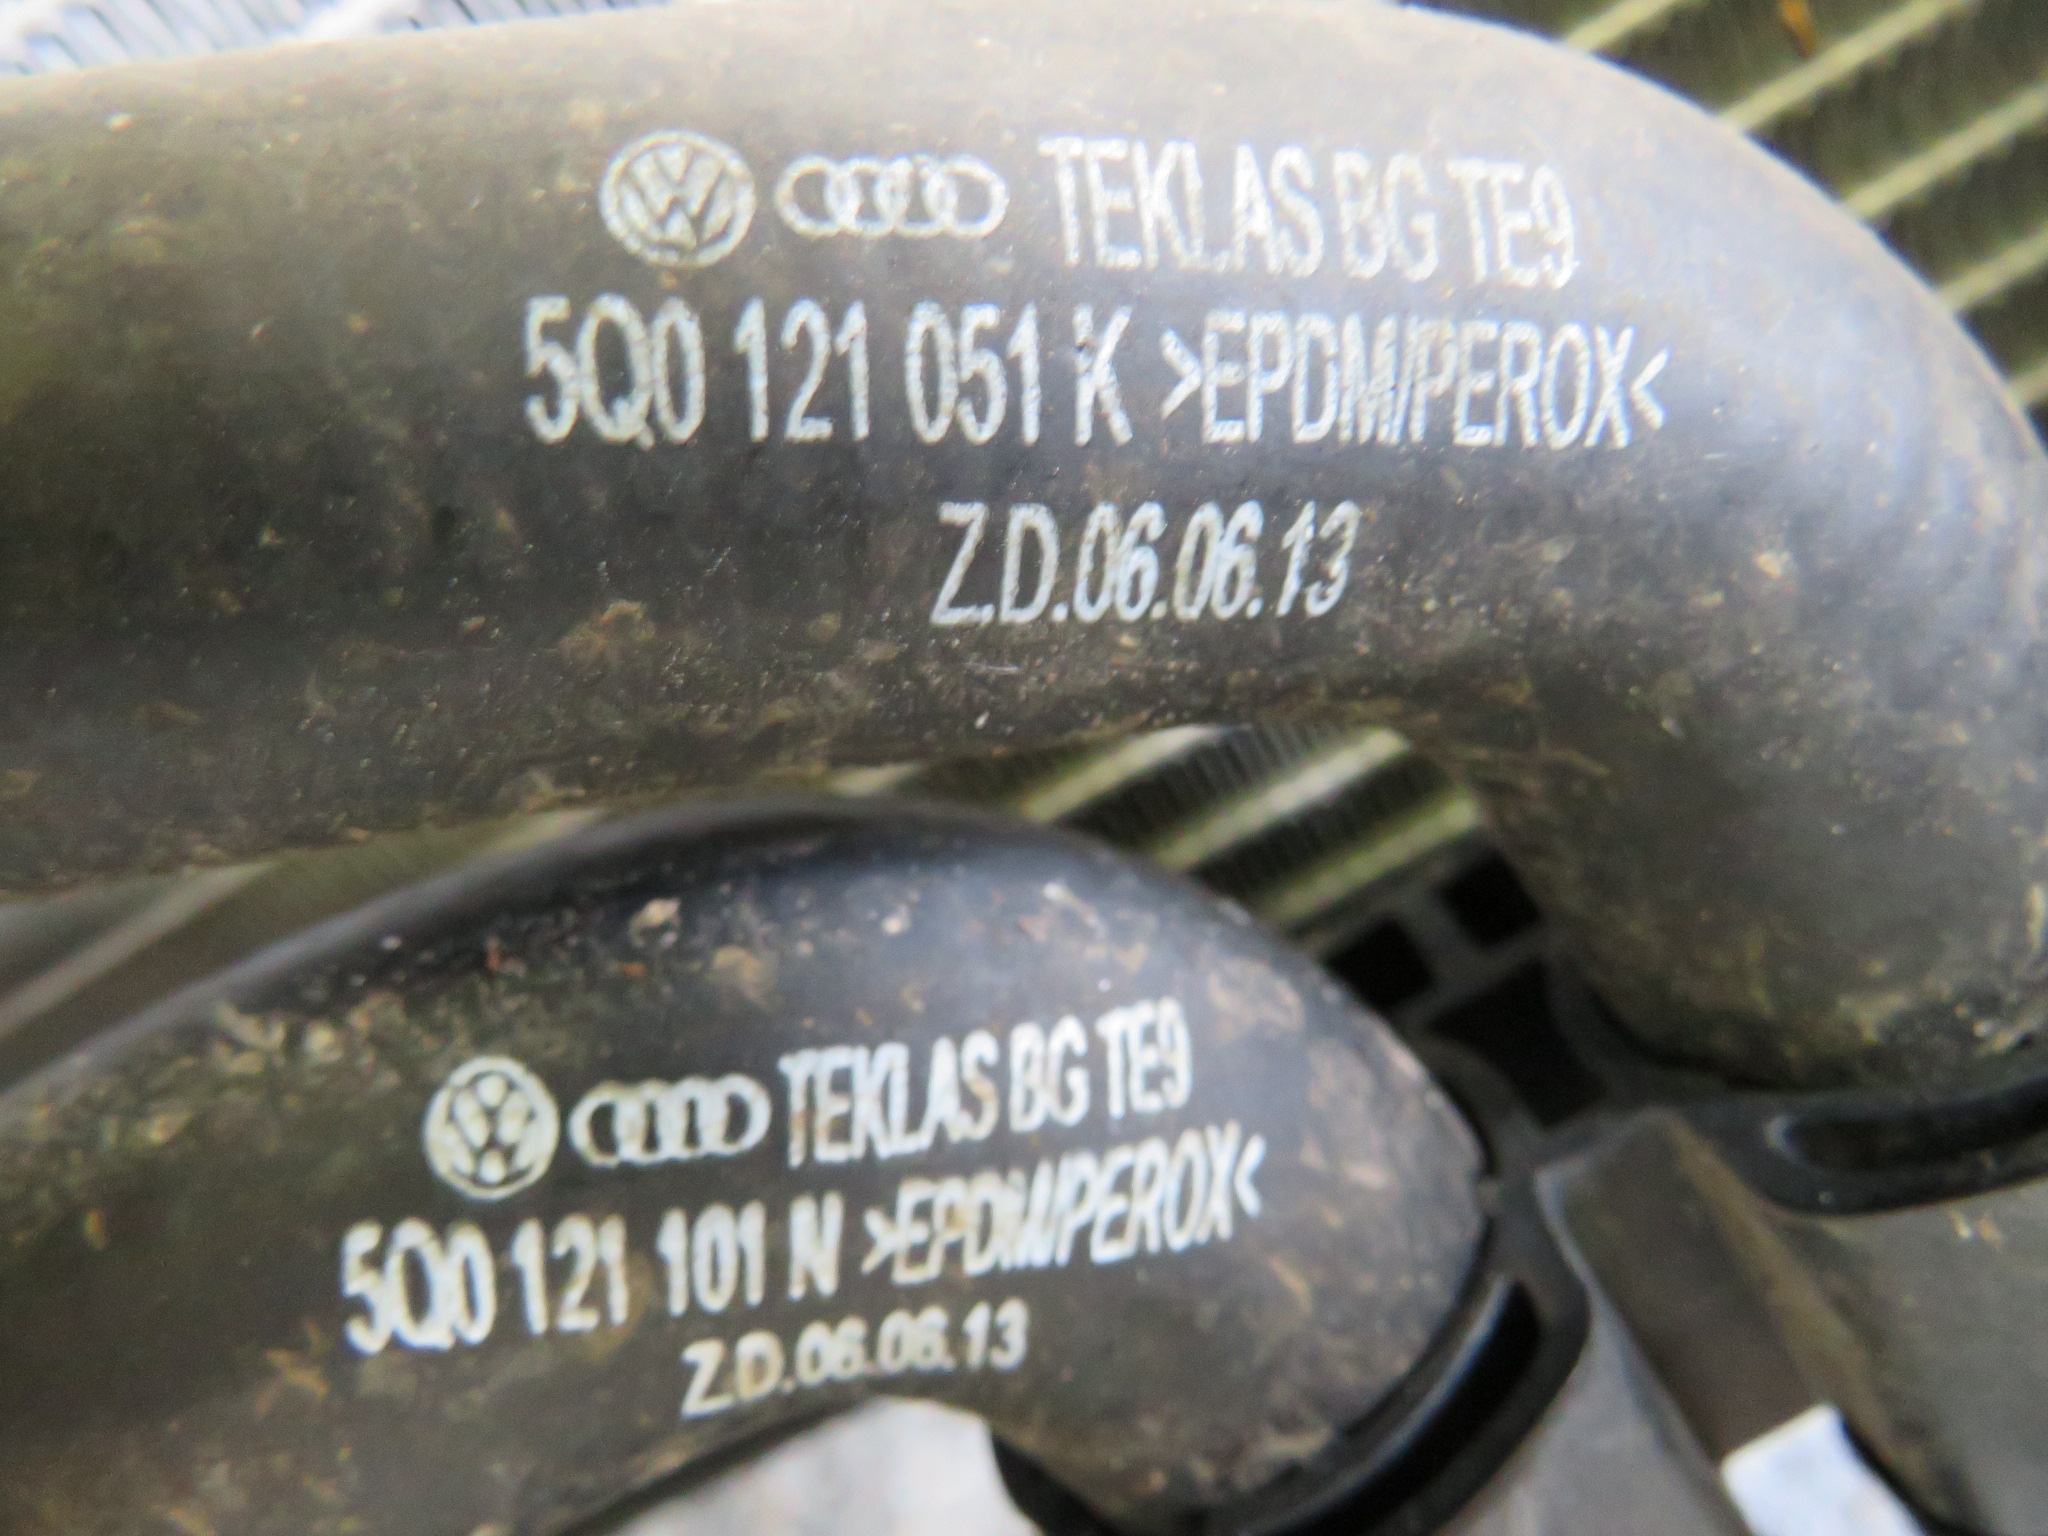 TEKLAS BG TE9
5Q0 121 051 K >EPDM/PEROX<
Z.D.06.06.13
TEKLAS BG TE9
5Q0 121 101 N >EPDM/PEROX<
Z.D.06.06.13